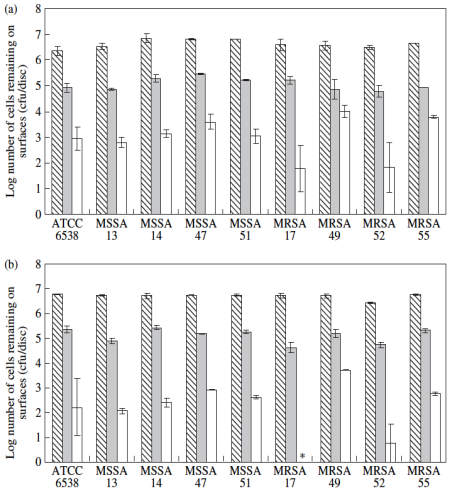 (a)
Log number of cells remaining on
surfaces (cfu/disc)
8
7
6
5
4
3
2
1
0
ATCC MSSA MSSA MSSA MSSA MRSA MRSA MRSA MRSA
6538 13 14 47 51 17 49 52 55
(b)
Log number of cells remaining on
surfaces (cfu/disc)
8
7
6
5
4
3
2
1
0
*
ATCC MSSA MSSA MSSA MSSA MRSA MRSA MRSA MRSA
6538 13 14 47 51 17 49 52 55